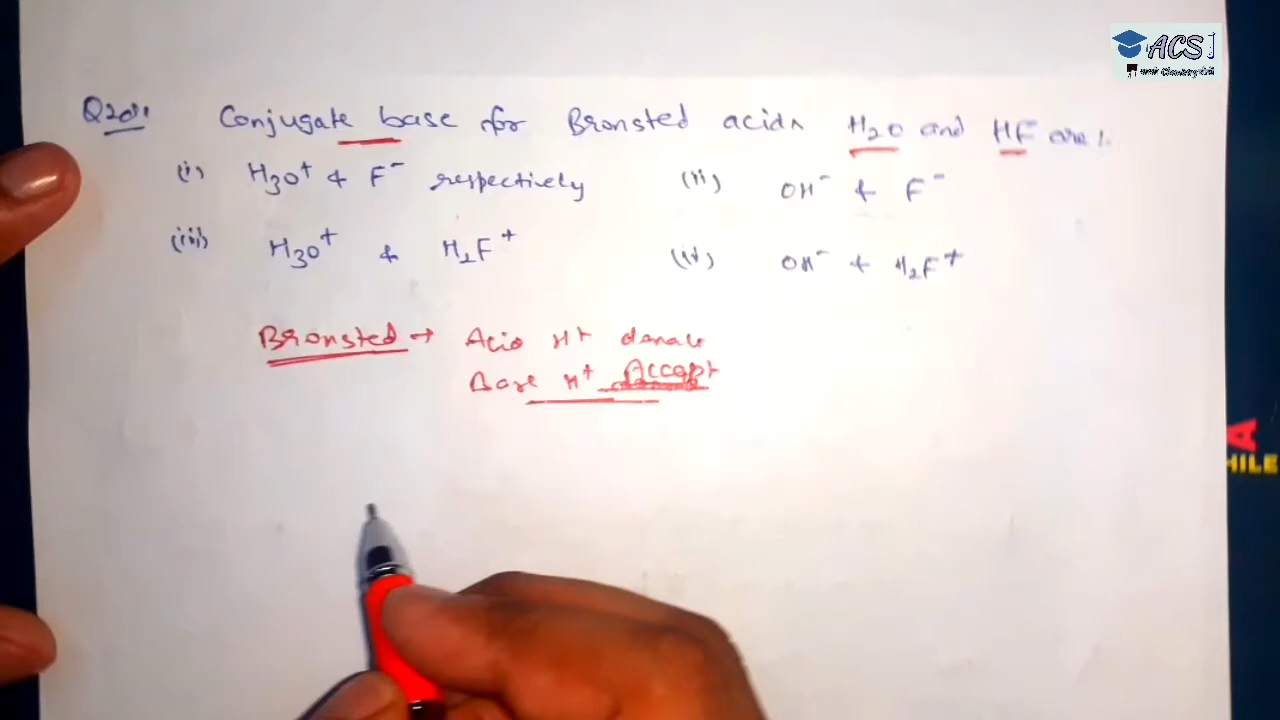 ACS
Q20:
Conjugate base for Bronsted acids H2O and HF are:
(i) H3O+ & F- respectively (ii) OH- & F-
(iii) H3O+ & H2F+ (iv) OH- & H2F+
Bronsted → Acid H+ donate
Base H+ Accept
A
HILE